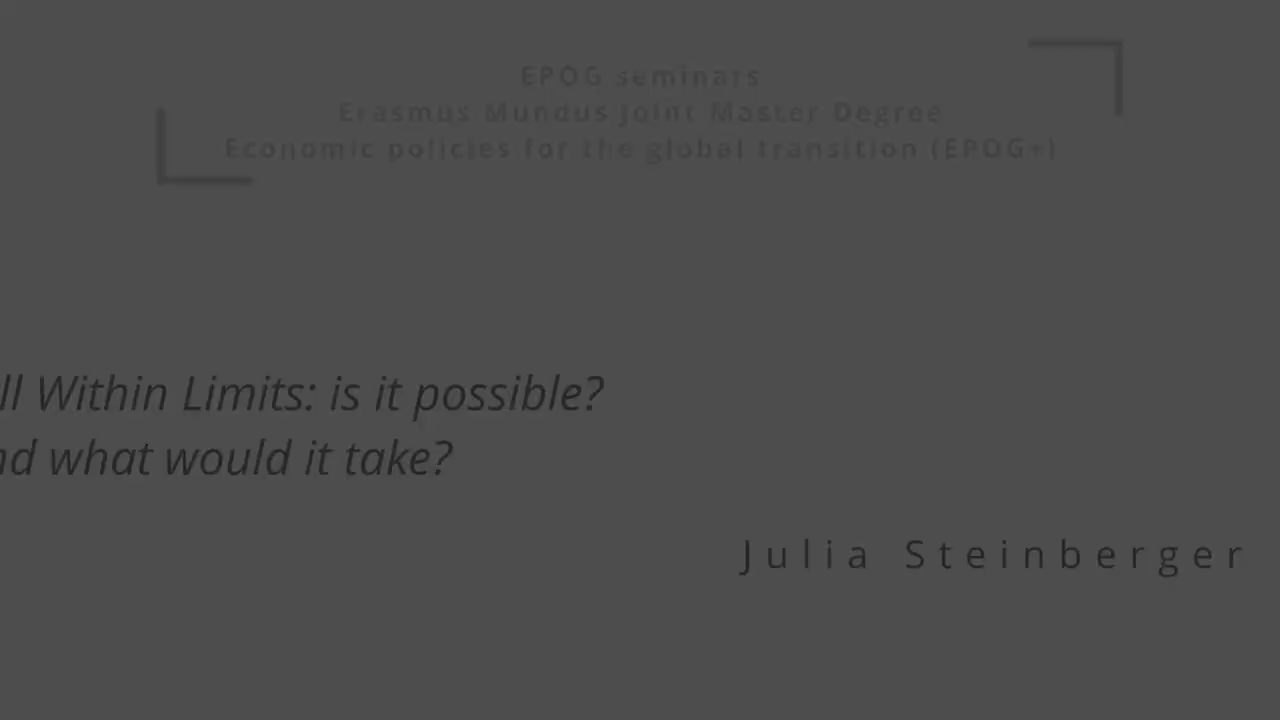 EPOG seminars
Erasmus Mundus Joint Master Degree
Economic policies for the global transition (EPOG+)
ll Within Limits: is it possible?
nd what would it take?
Julia Steinberger